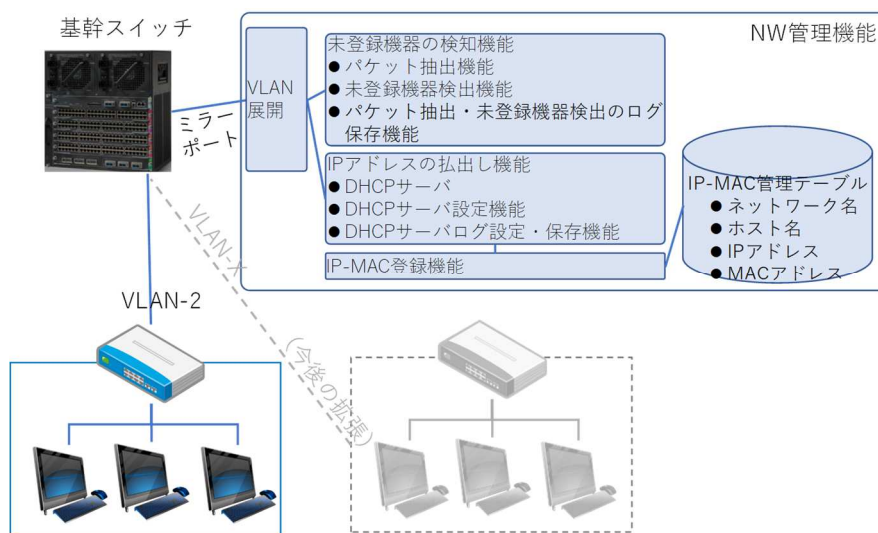 基幹スイッチ
NW管理機能
VLAN
展開
ミラー
ポート
未登録機器の検知機能
● パケット抽出機能
● 未登録機器検出機能
● パケット抽出・未登録機器検出のログ
保存機能
IPアドレスの払出し機能
● DHCPサーバ
● DHCPサーバ設定機能
● DHCPサーバログ設定・保存機能
IP-MAC登録機能
IP-MAC管理テーブル
● ネットワーク名
● ホスト名
● IPアドレス
● MACアドレス
VLAN-2
VLAN-X
（今後の拡張）